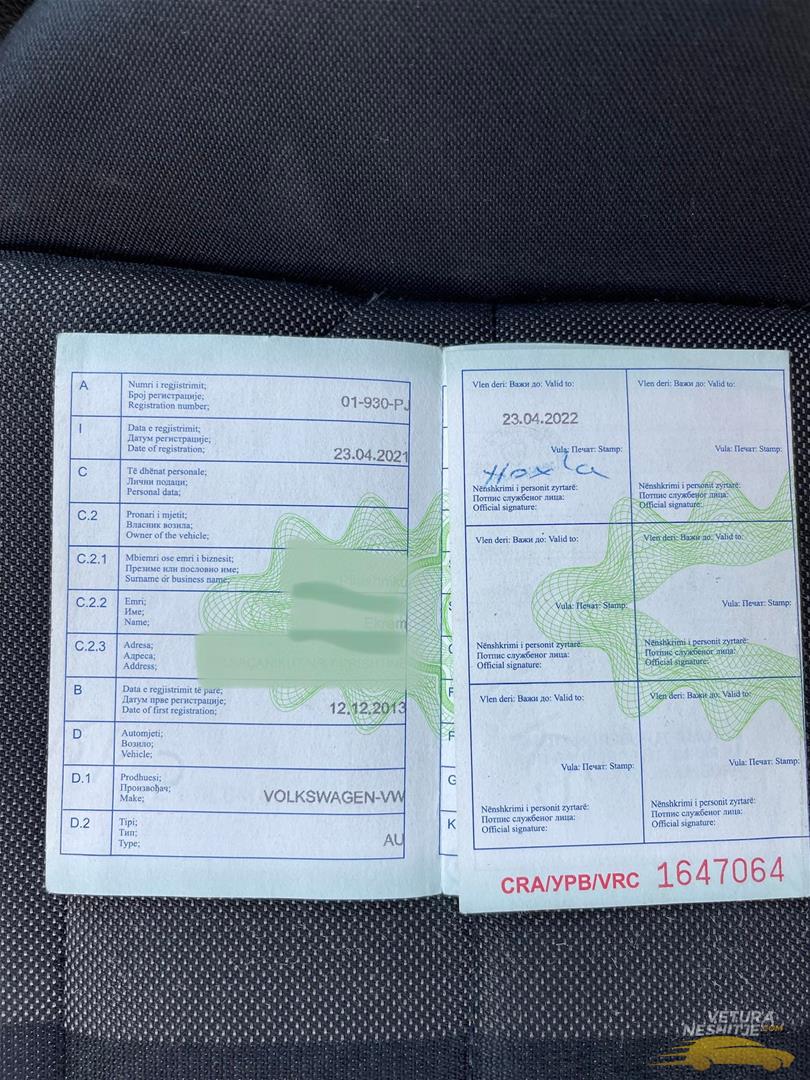 A
Numri i regjistrimit;
Број регистрације;
Registration number;
01-930-PJ
I
Data e regjistrimit;
Датум регистрације;
Date of registration;
23.04.2021
C
Të dhënat personale;
Лични подаци;
Personal data;
C.2
Pronari i mjetit;
Власник возила;
Owner of the vehicle;
C.2.1
Mbiemri ose emri i biznesit;
Презиме или пословно име;
Surname or business name;
C.2.2
Emri;
Име;
Name;
C.2.3
Adresa;
Адреса;
Address;
B
Data e regjistrimit të parë;
Датум прве регистрације;
Date of first registration;
12.12.2013
D
Automjeti;
Возило;
Vehicle;
D.1
Prodhuesi;
Произвођач;
Make;
VOLKSWAGEN-VW
D.2
Tipi;
Тип;
Type;
AU
F
G
K
Vlen deri: Важи до: Valid to:
23.04.2022
Vula: Печат: Stamp:
Nënshkrimi i personit zyrtarë:
Потпис службеног лица:
Official signature:
Vlen deri: Важи до: Valid to:
Vula: Печат: Stamp:
Nënshkrimi i personit zyrtarë:
Потпис службеног лица:
Official signature:
Vlen deri: Важи до: Valid to:
Vula: Печат: Stamp:
Nënshkrimi i personit zyrtarë:
Потпис службеног лица:
Official signature:
Vlen deri: Важи до: Valid to:
Vula: Печат: Stamp:
Nënshkrimi i personit zyrtarë:
Потпис службеног лица:
Official signature:
Vlen deri: Важи до: Valid to:
Vula: Печат: Stamp:
Nënshkrimi i personit zyrtarë:
Потпис службеног лица:
Official signature:
Vlen deri: Важи до: Valid to:
Vula: Печат: Stamp:
Nënshkrimi i personit zyrtarë:
Потпис службеног лица:
Official signature:
CRA/УРВ/VRC 1647064
VETURA
NESHITJE.COM